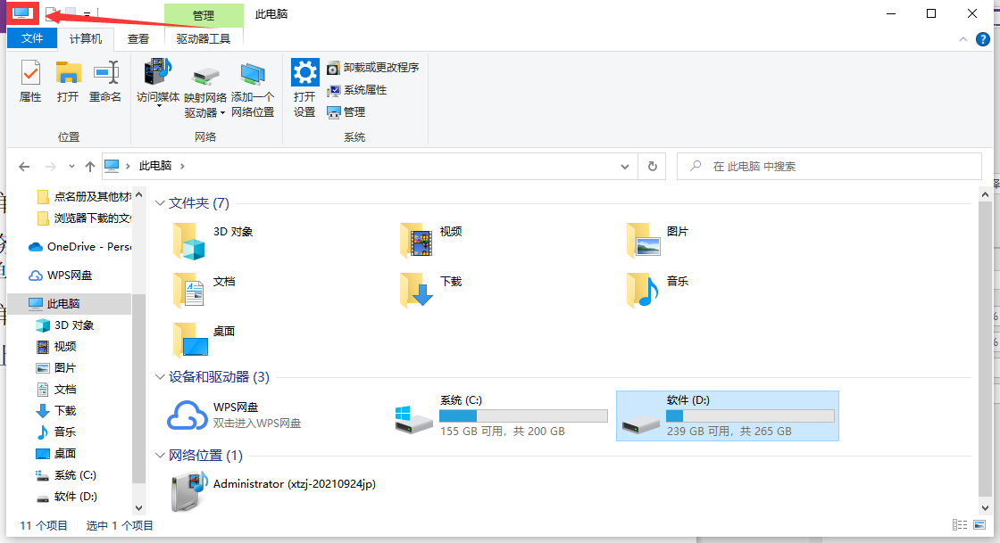 管理
此电脑
文件
计算机
查看
驱动器工具
属性
打开
重命名
位置
访问媒体
映射网络
驱动器
添加一个
网络位置
网络
打开
设置
卸载或更改程序
系统属性
管理
系统
此电脑
在 此电脑 中搜索
点名册及其他材
浏览器下载的文
OneDrive - Perso
WPS网盘
此电脑
3D 对象
视频
图片
文档
下载
音乐
桌面
系统 (C:)
软件 (D:)
文件夹 (7)
3D 对象
视频
图片
文档
下载
音乐
桌面
设备和驱动器 (3)
WPS网盘
双击进入WPS网盘
系统 (C:)
155 GB 可用，共 200 GB
软件 (D:)
239 GB 可用，共 265 GB
网络位置 (1)
Administrator (xtzj-20210924jp)
11 个项目
选中 1 个项目